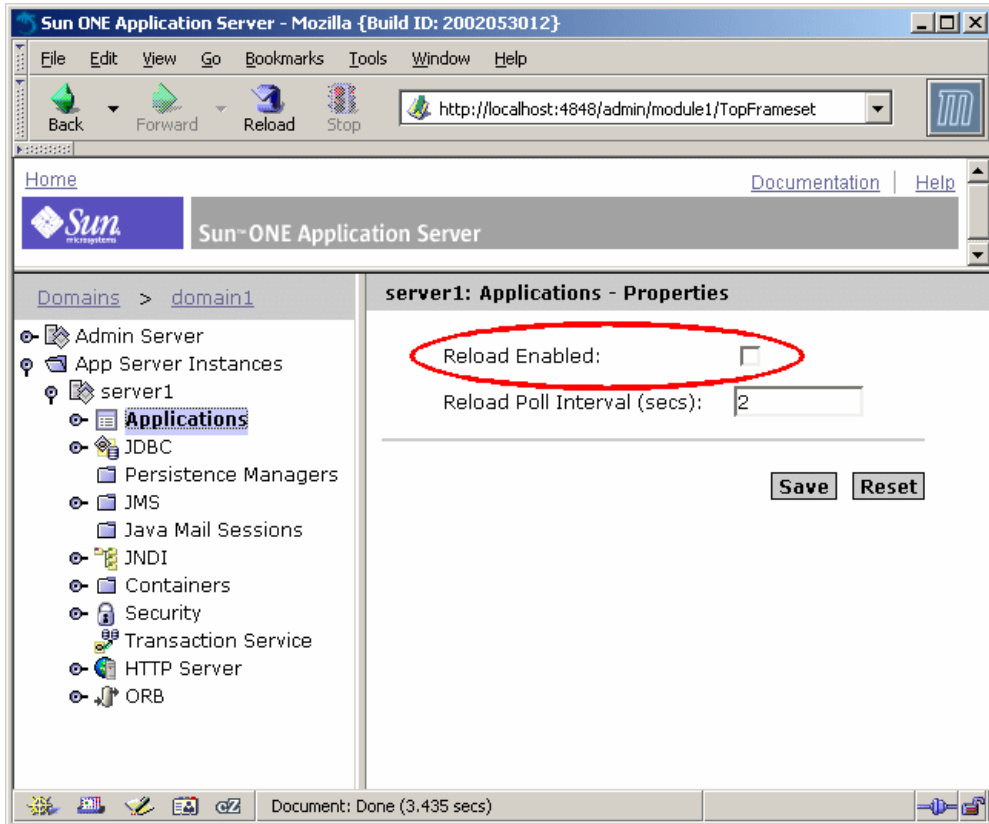 Sun ONE Application Server - Mozilla {Build ID: 2002053012}
File Edit View Go Bookmarks Tools Window Help
Back Forward Reload Stop http://localhost:4848/admin/module1/TopFrameset
Home Documentation Help
Sun microsystems Sun™ ONE Application Server
Domains > domain1
Admin Server
App Server Instances
server1
Applications
JDBC
Persistence Managers
JMS
Java Mail Sessions
JNDI
Containers
Security
Transaction Service
HTTP Server
ORB
server1: Applications - Properties
Reload Enabled:
Reload Poll Interval (secs): 2
Save Reset
Document: Done (3.435 secs)